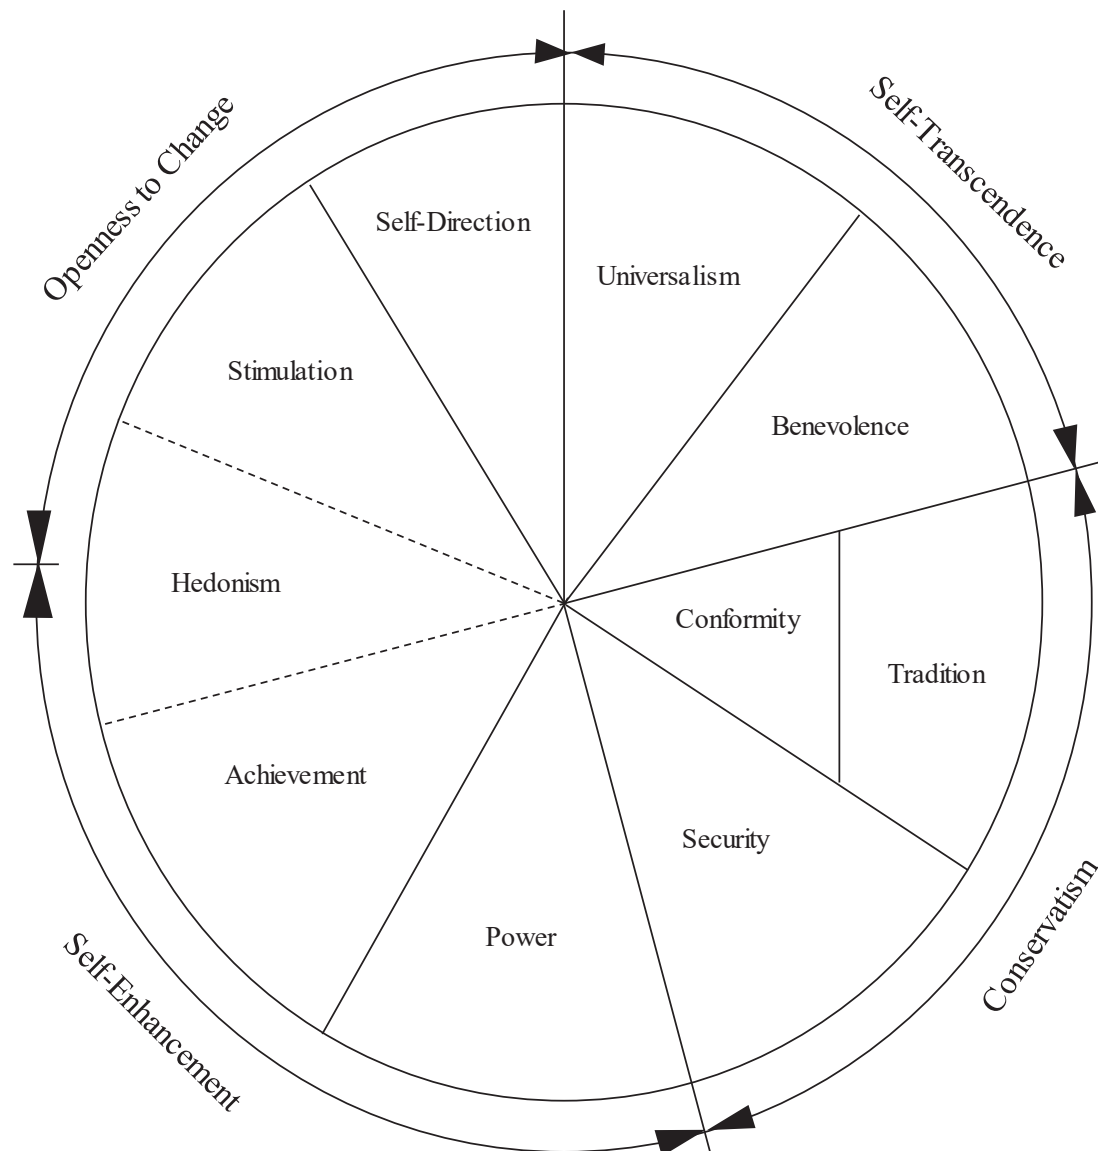 Self-Transcendence
Openness to Change
Self-Direction
Universalism
Stimulation
Benevolence
Hedonism
Conformity
Tradition
Achievement
Security
Power
Conservatism
Self-Enhancement